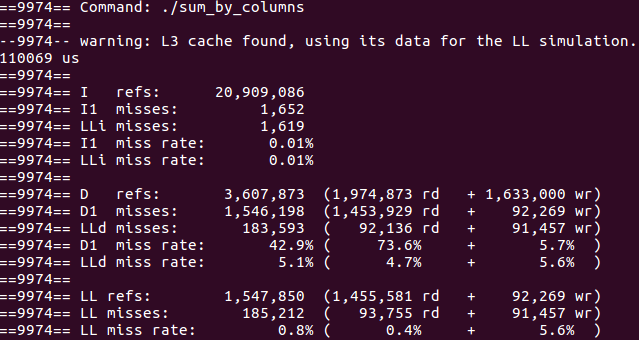 ==9974== Command: ./sum_by_columns
==9974==
--9974-- warning: L3 cache found, using its data for the LL simulation.
110069 us
==9974==
==9974== I   refs:      20,909,086
==9974== I1  misses:         1,652
==9974== LLi misses:         1,619
==9974== I1  miss rate:       0.01%
==9974== LLi miss rate:       0.01%
==9974==
==9974== D   refs:       3,607,873  (1,974,873 rd   + 1,633,000 wr)
==9974== D1  misses:     1,546,198  (1,453,929 rd   +    92,269 wr)
==9974== LLd misses:       183,593  (   92,136 rd   +    91,457 wr)
==9974== D1  miss rate:       42.9% (     73.6%     +       5.7%  )
==9974== LLd miss rate:        5.1% (      4.7%     +       5.6%  )
==9974==
==9974== LL refs:        1,547,850  (1,455,581 rd   +    92,269 wr)
==9974== LL misses:        185,212  (   93,755 rd   +    91,457 wr)
==9974== LL miss rate:         0.8% (      0.4%     +       5.6%  )